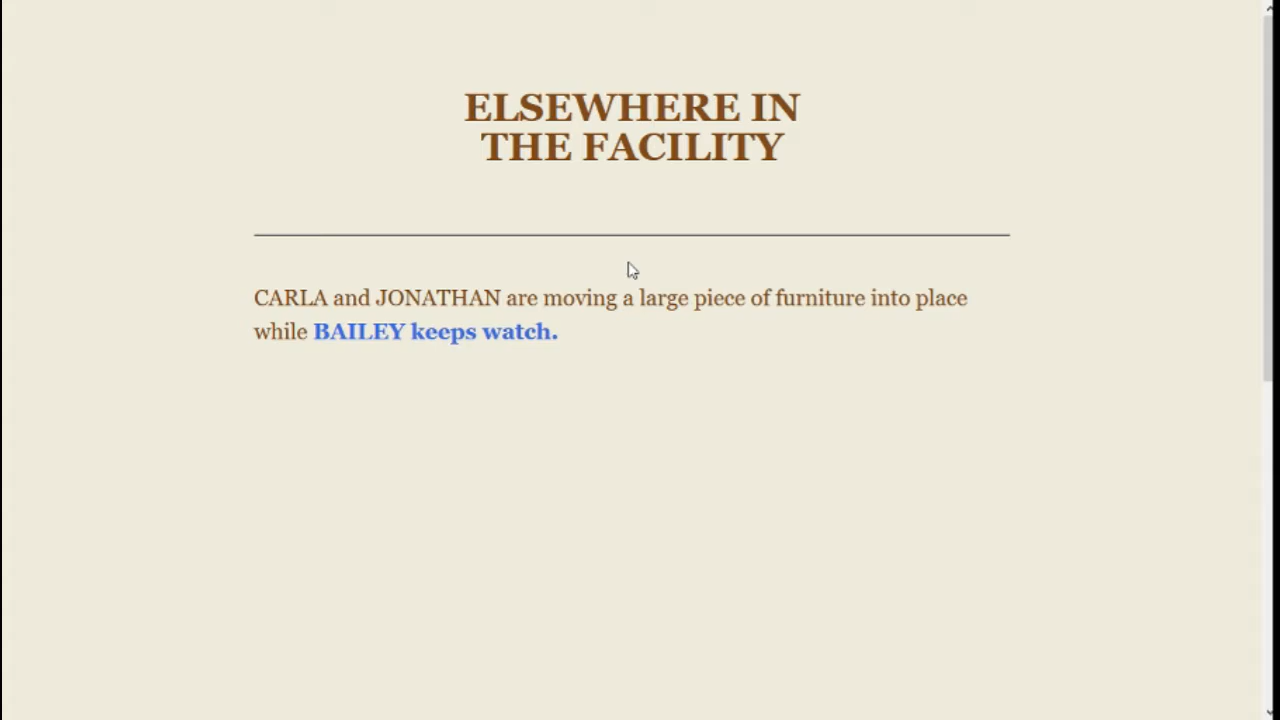 ELSEWHERE IN
THE FACILITY
CARLA and JONATHAN are moving a large piece of furniture into place
while BAILEY keeps watch.